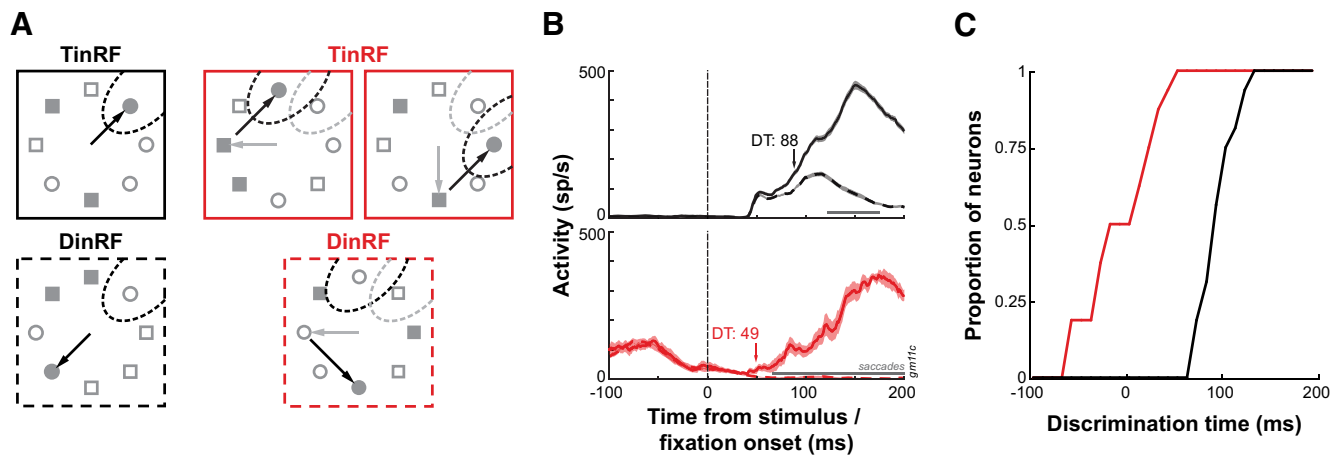 A
TinRF
TinRF
DinRF
DinRF
B
500
DT: 88
0
500
DT: 49
saccades
gm11c
0
-100
0
100
200
Activity (sp/s)
Time from stimulus /
fixation onset (ms)
C
1
0.75
0.5
0.25
0
-100
0
100
200
Proportion of neurons
Discrimination time (ms)